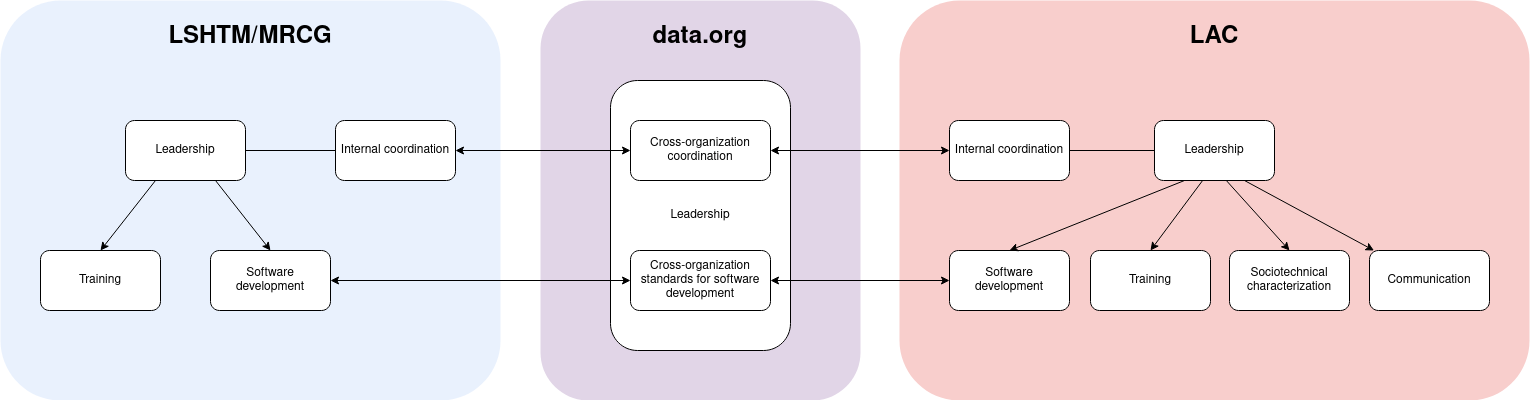 LSHTM/MRCG
data.org
LAC
Leadership
Internal coordination
Cross-organization
coordination
Internal coordination
Leadership
Leadership
Training
Software
development
Cross-organization
standards for software
development
Software
development
Training
Sociotechnical
characterization
Communication